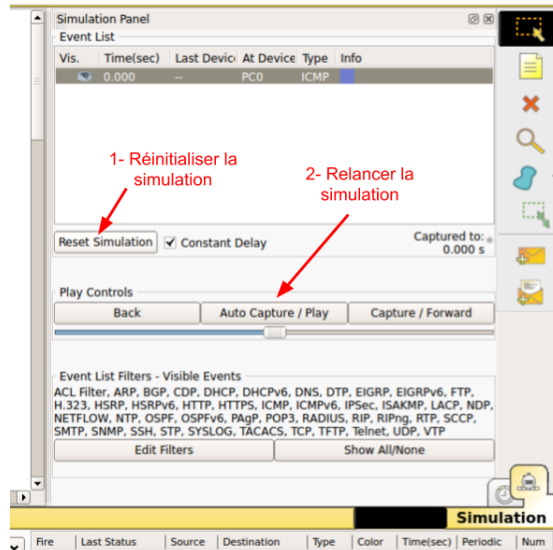 Simulation Panel
Event List
Vis. Time(sec) Last Devic At Device Type Info
0.000 -- PC0 ICMP
1- Réinitialiser la
simulation
2- Relancer la
simulation
Reset Simulation Constant Delay Captured to:
0.000 s
Play Controls
Back Auto Capture / Play Capture / Forward
Event List Filters - Visible Events
ACL Filter, ARP, BGP, CDP, DHCP, DHCPv6, DNS, DTP, EIGRP, EIGRPv6, FTP,
H.323, HSRP, HSRPv6, HTTP, HTTPS, ICMP, ICMPv6, IPSec, ISAKMP, LACP, NDP,
NETFLOW, NTP, OSPF, OSPFv6, PAgP, POP3, RADIUS, RIP, RIPng, RTP, SCCP,
SMTP, SNMP, SSH, STP, SYSLOG, TACACS, TCP, TFTP, Telnet, UDP, VTP
Edit Filters Show All/None
Simulation
Fire Last Status Source Destination Type Color Time(sec) Periodic Num